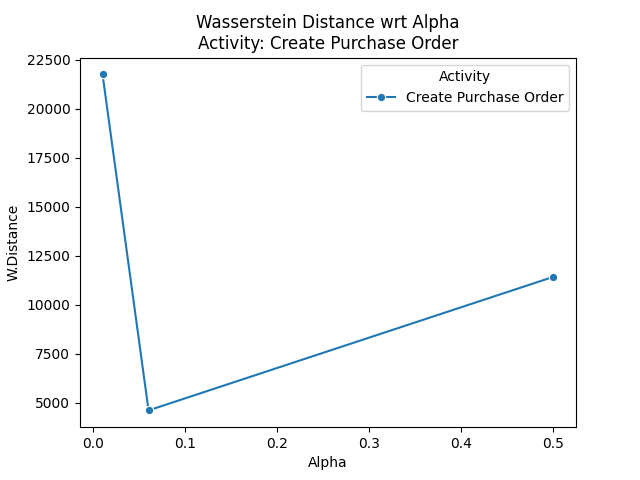 Wasserstein Distance wrt Alpha
Activity: Create Purchase Order
Activity
Create Purchase Order
W.Distance
22500
20000
17500
15000
12500
10000
7500
5000
0.0 0.1 0.2 0.3 0.4 0.5
Alpha